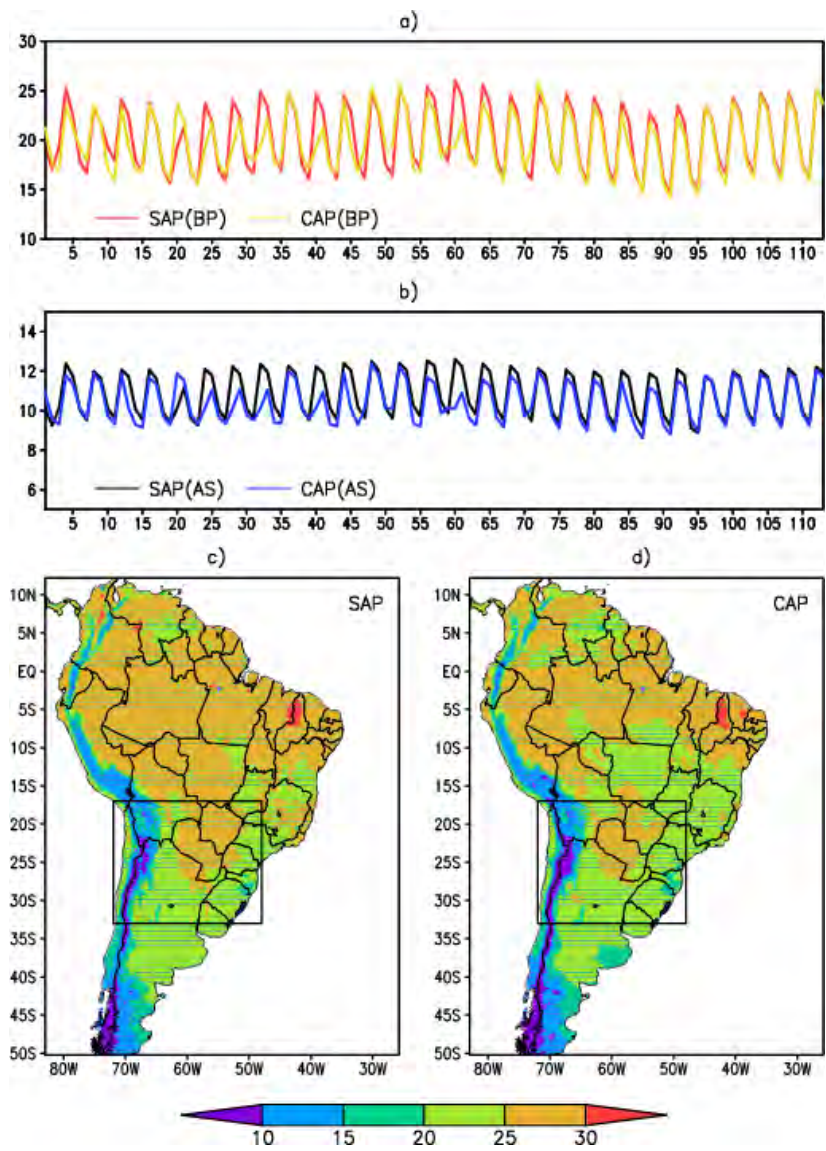 a)
30
25
20
15
10
SAP(BP) CAP(BP)
5 10 15 20 25 30 35 40 45 50 55 60 65 70 75 80 85 90 95 100 105 110
b)
14
12
10
8
6
SAP(AS) CAP(AS)
5 10 15 20 25 30 35 40 45 50 55 60 65 70 75 80 85 90 95 100 105 110
c) d)
SAP CAP
10N 10N
5N 5N
EQ EQ
5S 5S
10S 10S
15S 15S
20S 20S
25S 25S
30S 30S
35S 35S
40S 40S
45S 45S
50S 50S
80W 70W 60W 50W 40W 30W 80W 70W 60W 50W 40W 30W
10 15 20 25 30